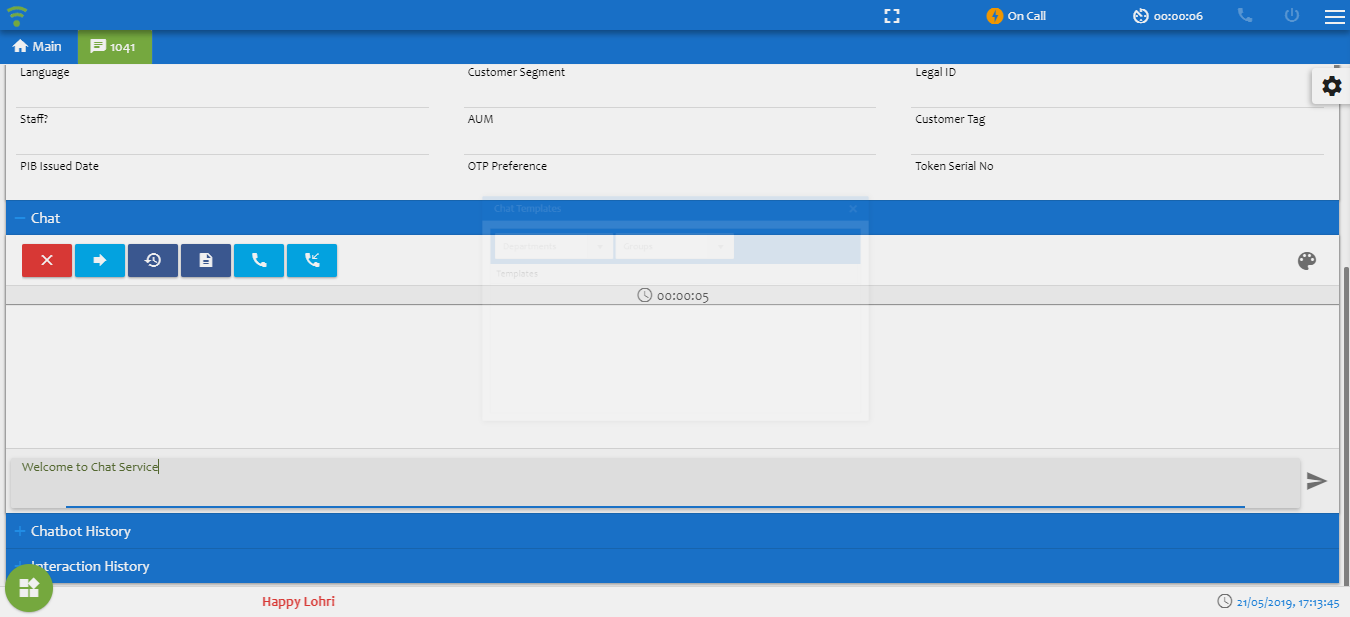 On Call
00:00:06
Main
1041
Language
Customer Segment
Legal ID
Staff?
AUM
Customer Tag
PIB Issued Date
OTP Preference
Token Serial No
Chat Templates
Chat
Templates
00:00:05
Welcome to Chat Service
Chatbot History
Interaction History
Happy Lohri
21/05/2019, 17:13:45